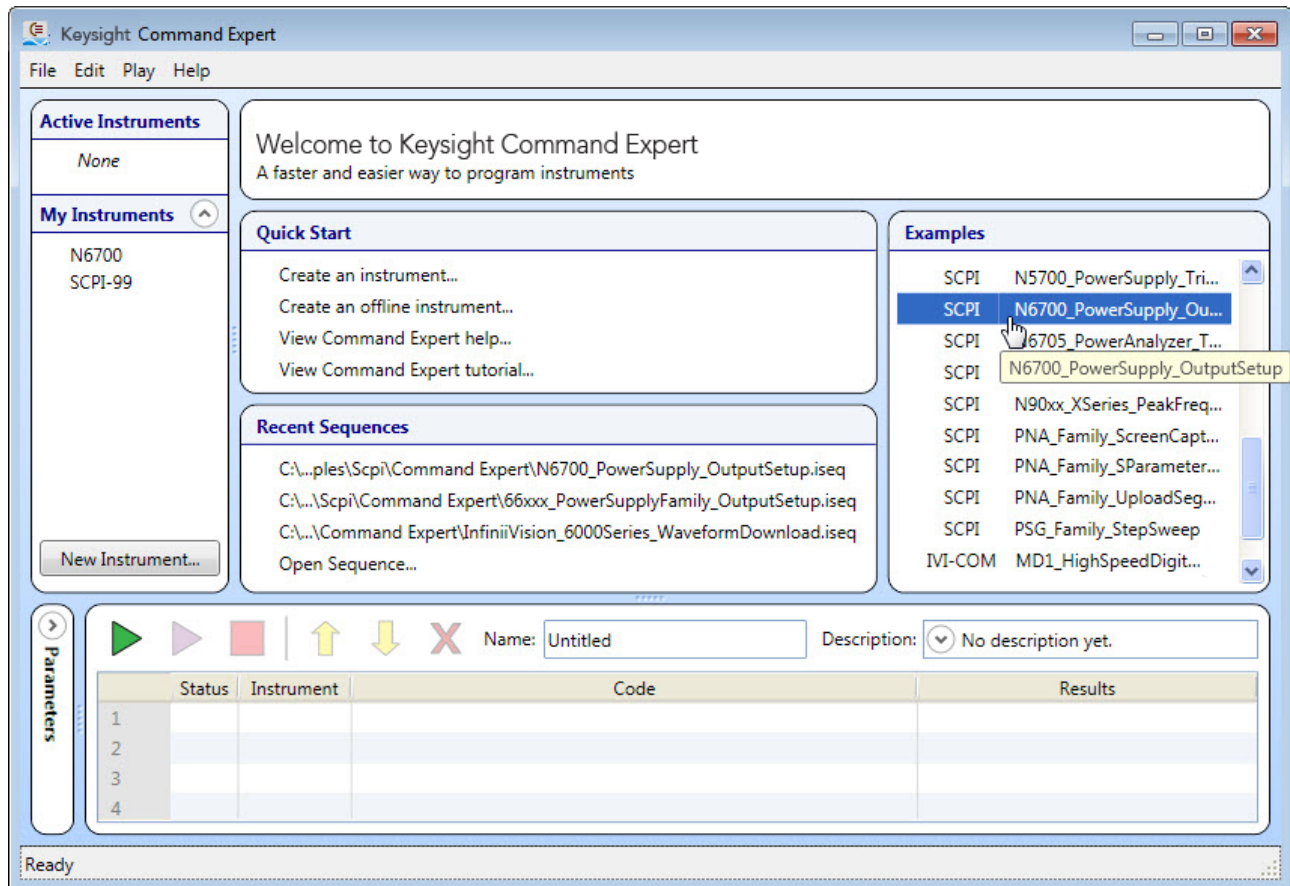 Keysight Command Expert
File Edit Play Help
Active Instruments
None
My Instruments
N6700
SCPI-99
New Instrument...
Welcome to Keysight Command Expert
A faster and easier way to program instruments
Quick Start
Create an instrument...
Create an offline instrument...
View Command Expert help...
View Command Expert tutorial...
Recent Sequences
C:\...ples\Scpi\Command Expert\N6700_PowerSupply_OutputSetup.iseq
C:\...\Scpi\Command Expert\66xxx_PowerSupplyFamily_OutputSetup.iseq
C:\...\Command Expert\InfiniiVision_6000Series_WaveformDownload.iseq
Open Sequence...
Examples
SCPI N5700_PowerSupply_Tri...
SCPI N6700_PowerSupply_Ou...
SCPI N6705_PowerAnalyzer_T...
SCPI
N6700_PowerSupply_OutputSetup
SCPI N90xx_XSeries_PeakFreq...
SCPI PNA_Family_ScreenCapt...
SCPI PNA_Family_SParameter...
SCPI PNA_Family_UploadSeg...
SCPI PSG_Family_StepSweep
IVI-COM MD1_HighSpeedDigit...
Parameters
Name: Untitled Description: No description yet.
Status Instrument Code Results
1
2
3
4
Ready